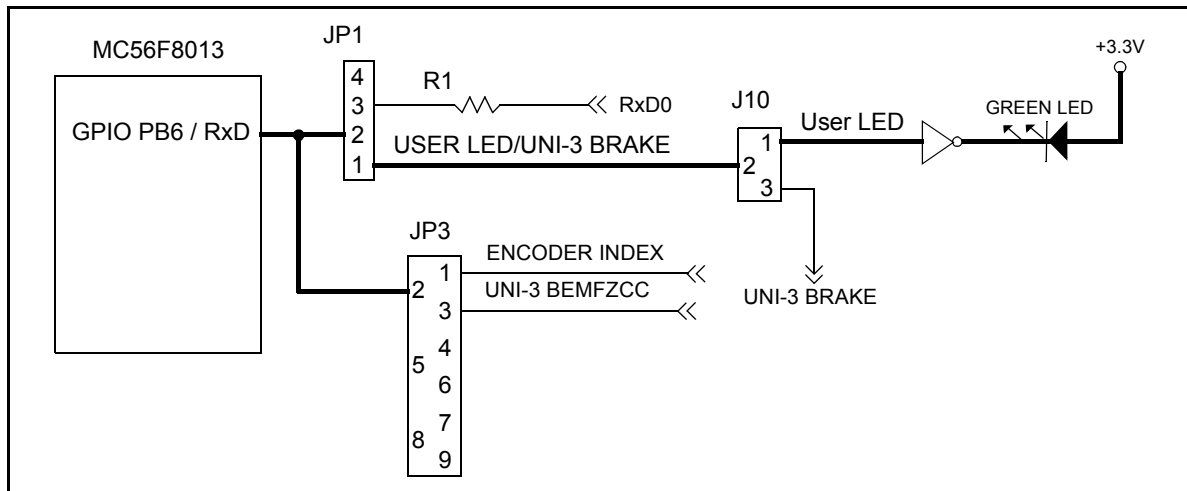 MC56F8013
GPIO PB6 / RxD
JP1
4
3
2
1
R1
RxD0
USER LED/UNI-3 BRAKE
J10
1
2
3
User LED
GREEN LED
+3.3V
UNI-3 BRAKE
JP3
1
2
3
4
5
6
7
8
9
ENCODER INDEX
UNI-3 BEMFZCC